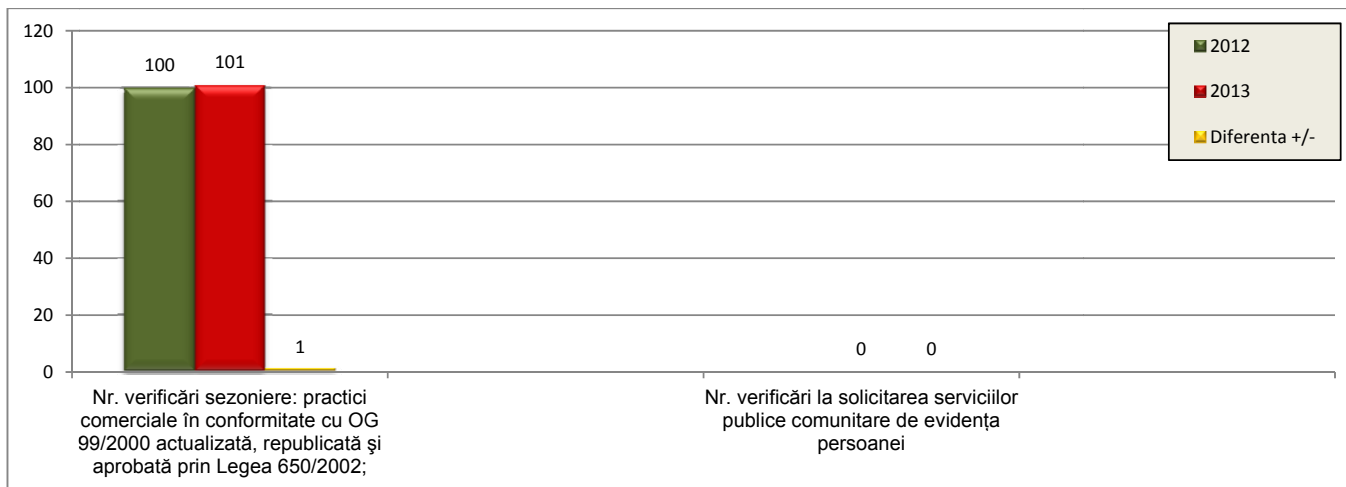 120
100
80
60
40
20
0
100
101
1
0 0
2012
2013
Diferenta +/-
Nr. verificări sezoniere: practici
comerciale în conformitate cu OG
99/2000 actualizată, republicată şi
aprobată prin Legea 650/2002;
Nr. verificări la solicitarea serviciilor
publice comunitare de evidența
persoanei